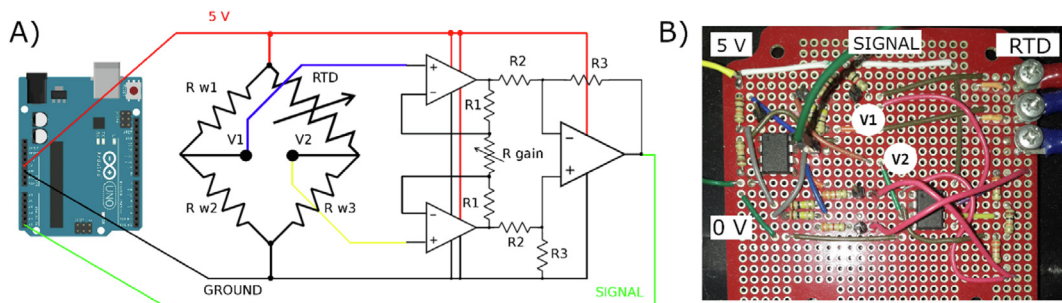 A)
5 V
R w1
RTD
V1
V2
R w2
R w3
GROUND
UNO
ARDUINO
R2
R3
R1
R gain
R1
R2
R3
SIGNAL
B)
5 V
SIGNAL
RTD
V1
V2
0 V